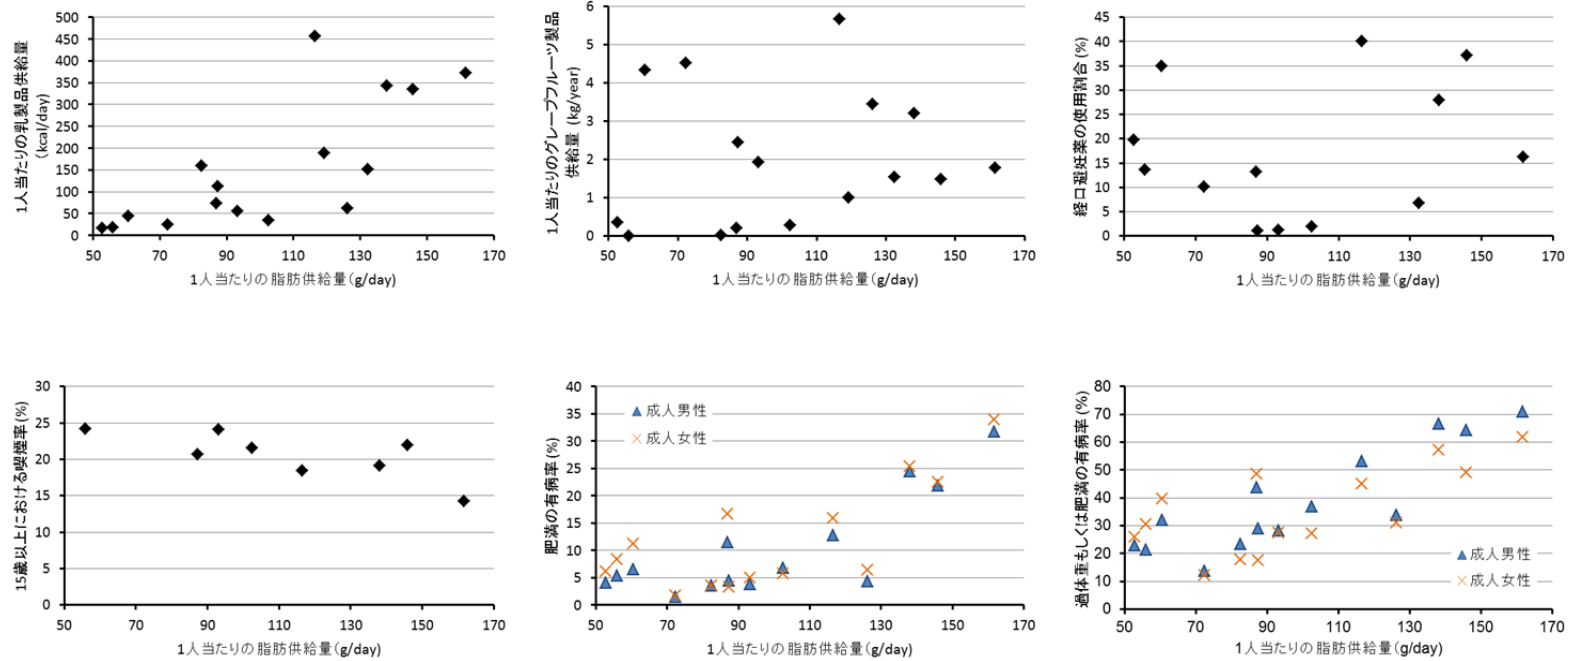 1人当たりの乳製品供給量
(kcal/day)
500
450
400
350
300
250
200
150
100
50
0
50 70 90 110 130 150 170
1人当たりの脂肪供給量(g/day)
1人当たりのグレープフルーツ製品
供給量 (kg/year)
6
5
4
3
2
1
0
50 70 90 110 130 150 170
1人当たりの脂肪供給量(g/day)
経口避妊薬の使用割合 (%)
45
40
35
30
25
20
15
10
5
0
50 70 90 110 130 150 170
1人当たりの脂肪供給量(g/day)
15歳以上における喫煙率(%)
30
25
20
15
10
5
0
50 70 90 110 130 150 170
1人当たりの脂肪供給量(g/day)
肥満の有病率(%)
40
35
30
25
20
15
10
5
0
成人男性
成人女性
50 70 90 110 130 150 170
1人当たりの脂肪供給量(g/day)
過体重もしくは肥満の有病率(%)
80
70
60
50
40
30
20
10
0
成人男性
成人女性
50 70 90 110 130 150 170
1人当たりの脂肪供給量(g/day)